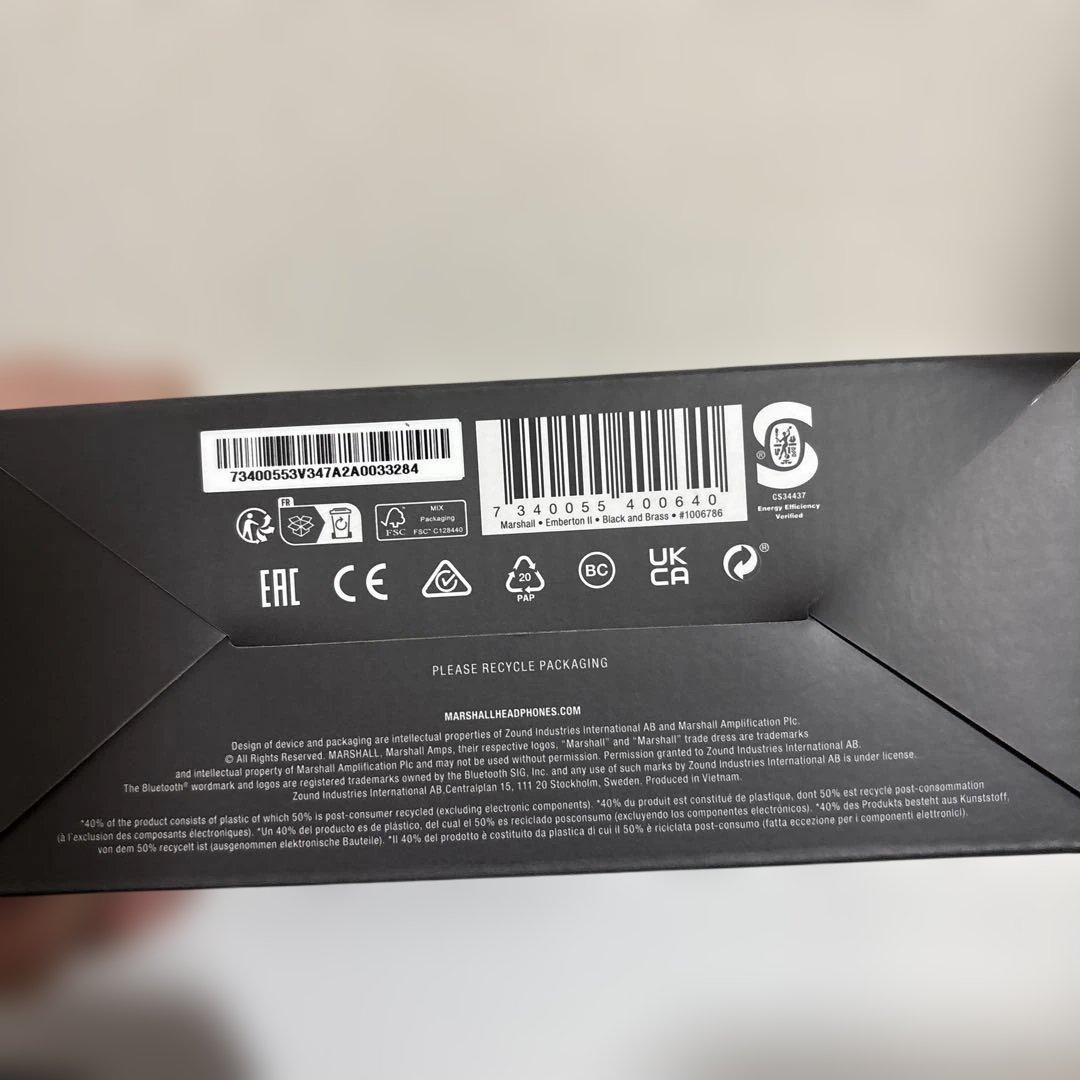 73400553V347A2A0033284
7 340055 400640
Marshall • Emberton II • Black and Brass • #1006786
®
CS34437
Energy Efficiency
Verified
FR
FSC
MIX
Packaging
FSC™ C128440
EAC
CE
20
PAP
BC
UK
CA
®
PLEASE RECYCLE PACKAGING
MARSHALLHEADPHONES.COM
Design of device and packaging are intellectual properties of Zound Industries International AB and Marshall Amplification Plc.
© All Rights Reserved. MARSHALL, Marshall Amps, their respective logos, “Marshall” and “Marshall” trade dress are trademarks
and intellectual property of Marshall Amplification Plc and may not be used without permission. Permission granted to Zound Industries International AB.
The Bluetooth® wordmark and logos are registered trademarks owned by the Bluetooth SIG, Inc. and any use of such marks by Zound Industries International AB is under license.
Zound Industries International AB,Centralplan 15, 111 20 Stockholm, Sweden. Produced in Vietnam.
*40% of the product consists of plastic of which 50% is post-consumer recycled (excluding electronic components). *40% du produit est constitué de plastique, dont 50% est recyclé post-consommation
(à l'exclusion des composants électroniques). *Un 40% del producto es de plástico, del cual el 50% es reciclado posconsumo (excluyendo los componentes electrónicos). *40% des Produkts besteht aus Kunststoff,
von dem 50% recycelt ist (ausgenommen elektronische Bauteile). *Il 40% del prodotto è costituito da plastica di cui il 50% è riciclata post-consumo (fatta eccezione per i componenti elettronici).